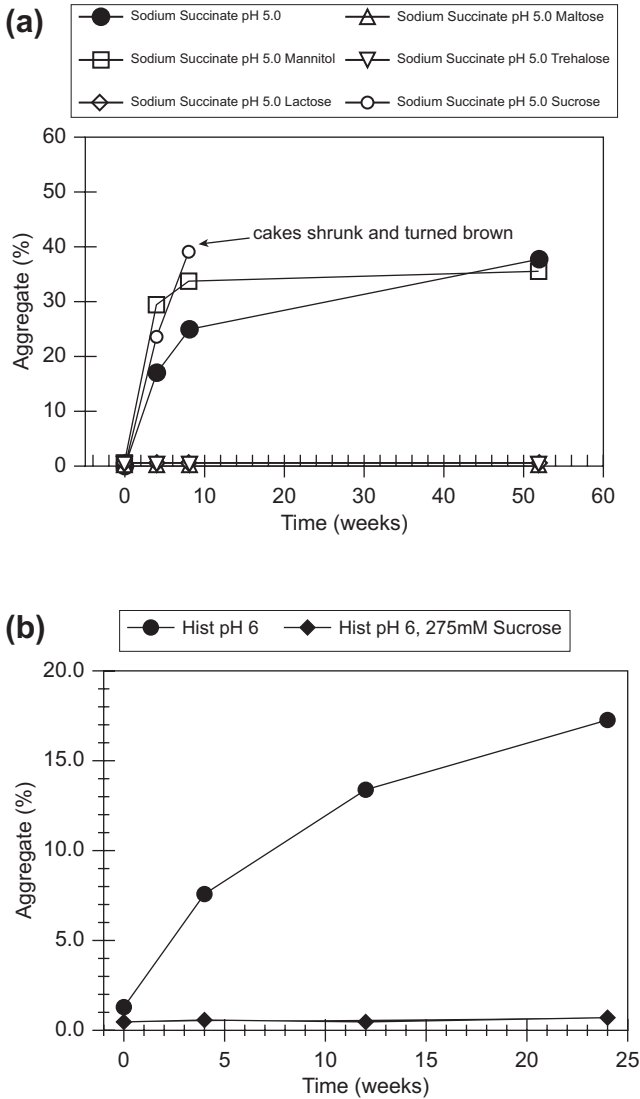 (a)
Sodium Succinate pH 5.0
Sodium Succinate pH 5.0 Maltose
Sodium Succinate pH 5.0 Mannitol
Sodium Succinate pH 5.0 Trehalose
Sodium Succinate pH 5.0 Lactose
Sodium Succinate pH 5.0 Sucrose
60
50
40
30
20
10
0
Aggregate (%)
cakes shrunk and turned brown
0 10 20 30 40 50 60
Time (weeks)
(b)
Hist pH 6
Hist pH 6, 275mM Sucrose
20.0
15.0
10.0
5.0
0.0
Aggregate (%)
0 5 10 15 20 25
Time (weeks)